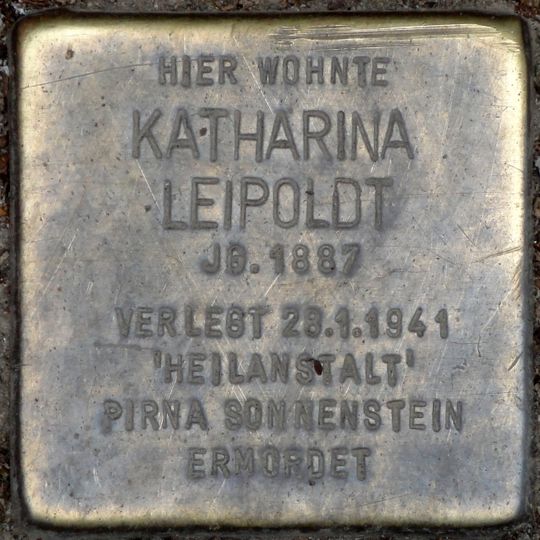 HIER WOHNTE
KATHARINA
LEIPOLDT
JG. 1887
VERLEGT 28.1.1941
'HEILANSTALT'
PIRNA SONNENSTEIN
ERMORDET